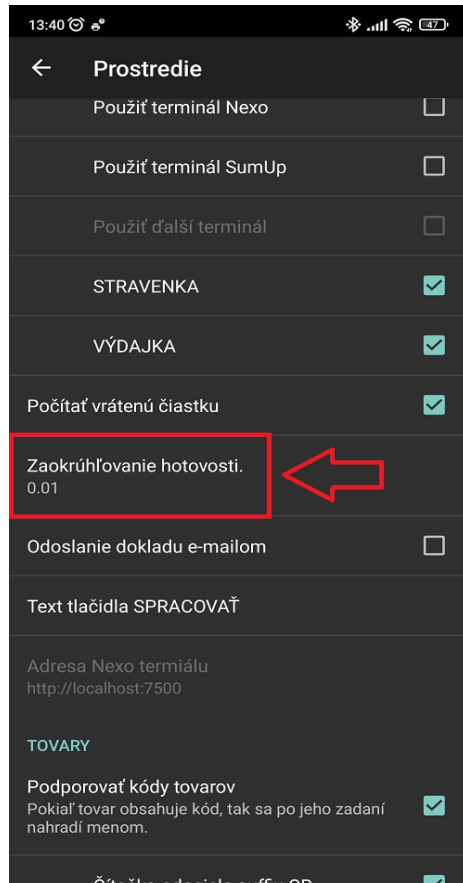 13:40
47
Prostredie
Použiť terminál Nexo
Použiť terminál SumUp
Použiť ďalší terminál
STRAVENKA
VÝDAJKA
Počítať vrátenú čiastku
Zaokrúhľovanie hotovosti.
0.01
Odoslanie dokladu e-mailom
Text tlačidla SPRACOVAŤ
Adresa Nexo termiálu
http://localhost:7500
TOVARY
Podporovať kódy tovarov
Pokiaľ tovar obsahuje kód, tak sa po jeho zadaní
nahradí menom.